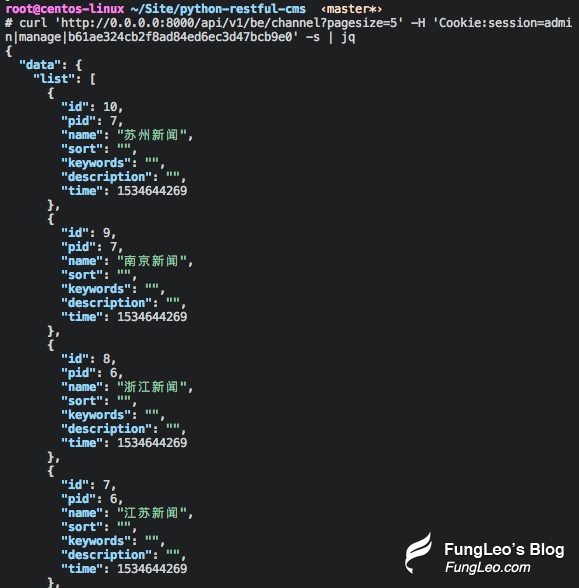 root@centos-linux ~/Site/python-restful-cms ‹master*›
# curl 'http://0.0.0.0:8000/api/v1/be/channel?pagesize=5' -H 'Cookie:session=admi
n|manage|b61ae324cb2f8ad84ed6ec3d47bcb9e0' -s | jq
{
  "data": {
    "list": [
      {
        "id": 10,
        "pid": 7,
        "name": "苏州新闻",
        "sort": "",
        "keywords": "",
        "description": "",
        "time": 1534644269
      },
      {
        "id": 9,
        "pid": 7,
        "name": "南京新闻",
        "sort": "",
        "keywords": "",
        "description": "",
        "time": 1534644269
      },
      {
        "id": 8,
        "pid": 6,
        "name": "浙江新闻",
        "sort": "",
        "keywords": "",
        "description": "",
        "time": 1534644269
      },
      {
        "id": 7,
        "pid": 6,
        "name": "江苏新闻",
        "sort": "",
        "keywords": "",
        "description": "",
        "time": 1534644269
      },
FungLeo's Blog
FungLeo.com